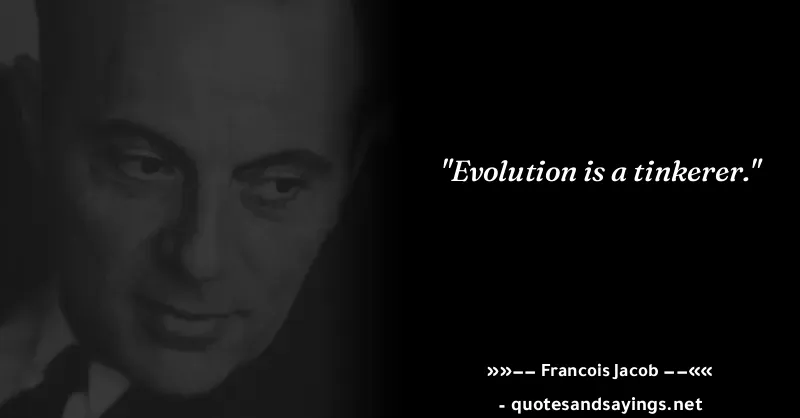 "Evolution is a tinkerer."
»»−− Francois Jacob −−««
- quotesandsayings.net